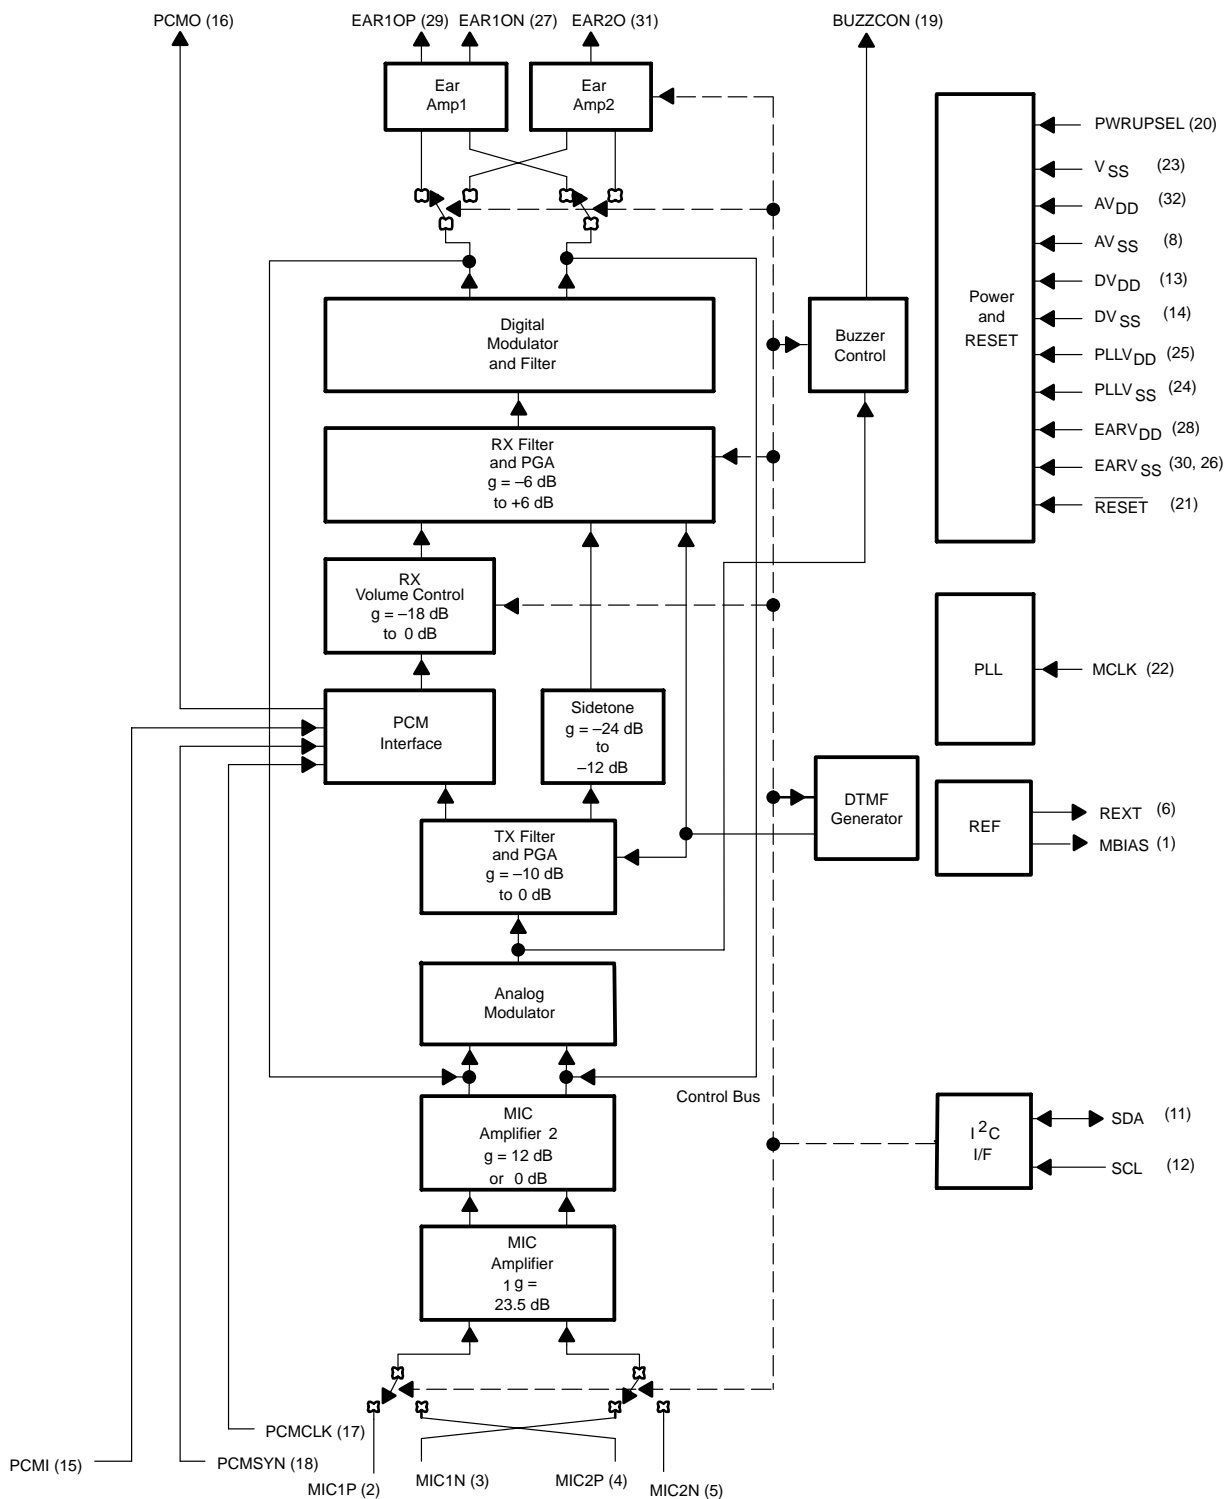 PCMO (16)
EAR1OP (29)
EAR1ON (27)
EAR2O (31)
BUZZCON (19)
Ear
Amp1
Ear
Amp2
Power
and
RESET
PWRUPSEL (20)
VSS (23)
AVDD (32)
AVSS (8)
DVDD (13)
DVSS (14)
PLLVDD (25)
PLLVSS (24)
EARVDD (28)
EARVSS (30, 26)
RESET (21)
Digital
Modulator
and Filter
Buzzer
Control
RX Filter
and PGA
g = –6 dB
to +6 dB
RX
Volume Control
g = –18 dB
to 0 dB
PLL
MCLK (22)
PCM
Interface
Sidetone
g = –24 dB
to
–12 dB
DTMF
Generator
REF
REXT (6)
MBIAS (1)
TX Filter
and PGA
g = –10 dB
to 0 dB
Analog
Modulator
Control Bus
MIC
Amplifier 2
g = 12 dB
or 0 dB
I2C
I/F
SDA (11)
SCL (12)
MIC
Amplifier
1 g =
23.5 dB
PCMCLK (17)
PCMI (15)
PCMSYN (18)
MIC1P (2)
MIC1N (3)
MIC2P (4)
MIC2N (5)